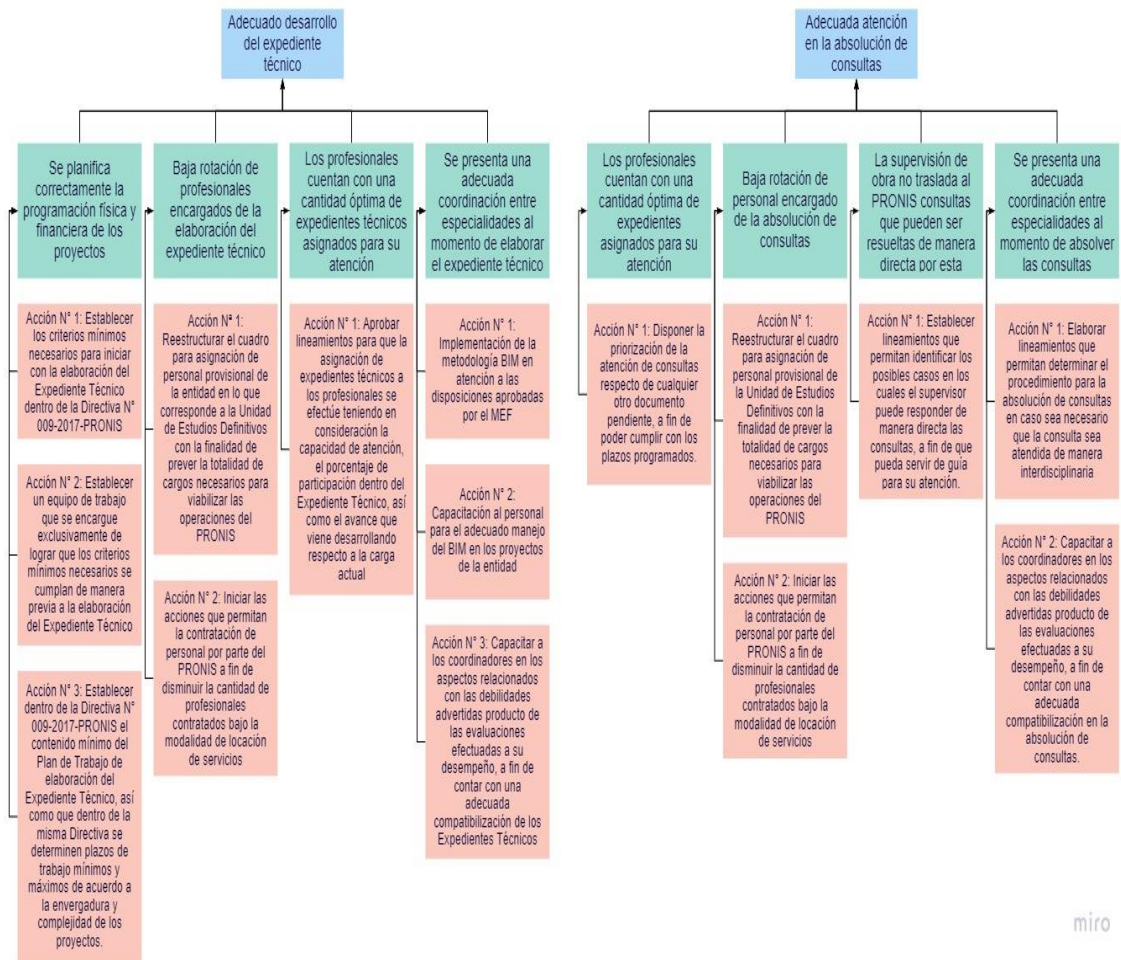 Adecuado desarrollo
del expediente
técnico
Se planifica
correctamente la
programación física y
financiera de los
proyectos
Acción N° 1: Establecer
los criterios mínimos
necesarios para iniciar
con la elaboración del
Expediente Técnico
dentro de la Directiva N°
009-2017-PRONIS
Acción N° 2: Establecer
un equipo de trabajo
que se encargue
exclusivamente de
lograr que los criterios
mínimos necesarios se
cumplan de manera
previa a la elaboración
del Expediente Técnico
Acción N° 3: Establecer
dentro de la Directiva N°
009-2017-PRONIS el
contenido mínimo del
Plan de Trabajo de
elaboración del
Expediente Técnico, así
como que dentro de la
misma Directiva se
determinen plazos de
trabajo mínimos y
máximos de acuerdo a
la envergadura y
complejidad de los
proyectos.
Baja rotación de
profesionales
encargados de la
elaboración del
expediente técnico
Acción Nº 1:
Reestructurar el cuadro
para asignación de
personal provisional de
la entidad en lo que
corresponde a la Unidad
de Estudios Definitivos
con la finalidad de
prever la totalidad de
cargos necesarios para
viabilizar las
operaciones del
PRONIS
Acción N° 2: Iniciar las
acciones que permitan
la contratación de
personal por parte del
PRONIS a fin de
disminuir la cantidad de
profesionales
contratados bajo la
modalidad de locación
de servicios
Los profesionales
cuentan con una
cantidad óptima de
expedientes técnicos
asignados para su
atención
Acción N° 1: Aprobar
lineamientos para que la
asignación de
expedientes técnicos a
los profesionales se
efectúe teniendo en
consideración la
capacidad de atención,
el porcentaje de
participación dentro del
Expediente Técnico, así
como el avance que
viene desarrollando
respecto a la carga
actual
Se presenta una
adecuada
coordinación entre
especialidades al
momento de elaborar
el expediente técnico
Acción N° 1:
Implementación de la
metodología BIM en
atención a las
disposiciones aprobadas
por el MEF
Acción N° 2:
Capacitación al personal
para el adecuado manejo
del BIM en los proyectos
de la entidad
Acción N° 3: Capacitar a
los coordinadores en los
aspectos relacionados
con las debilidades
advertidas producto de
las evaluaciones
efectuadas a su
desempeño, a fin de
contar con una
adecuada
compatibilización de los
Expedientes Técnicos
Adecuada atención
en la absolución de
consultas
Los profesionales
cuentan con una
cantidad óptima de
expedientes
asignados para su
atención
Acción N° 1: Disponer la
priorización de la
atención de consultas
respecto de cualquier
otro documento
pendiente, a fin de
poder cumplir con los
plazos programados.
Baja rotación de
personal encargado
de la absolución de
consultas
Acción N° 1:
Reestructurar el cuadro
para asignación de
personal provisional de
la Unidad de Estudios
Definitivos con la
finalidad de prever la
totalidad de cargos
necesarios para
viabilizar las
operaciones del
PRONIS
Acción N° 2: Iniciar las
acciones que permitan
la contratación de
personal por parte del
PRONIS a fin de
disminuir la cantidad de
profesionales
contratados bajo la
modalidad de locación
de servicios
La supervisión de
obra no traslada al
PRONIS consultas
que pueden ser
resueltas de manera
directa por esta
Acción N° 1: Establecer
lineamientos que
permitan identificar los
posibles casos en los
cuales el supervisor
puede responder de
manera directa las
consultas, a fin de que
pueda servir de guía
para su atención.
Se presenta una
adecuada
coordinación entre
especialidades al
momento de absolver
las consultas
Acción N° 1: Elaborar
lineamientos que
permitan determinar el
procedimiento para la
absolución de consultas
en caso sea necesario
que la consulta sea
atendida de manera
interdisciplinaria
Acción N° 2: Capacitar a
los coordinadores en los
aspectos relacionados
con las debilidades
advertidas producto de
las evaluaciones
efectuadas a su
desempeño, a fin de
contar con una
adecuada
compatibilización en la
absolución de
consultas.
miro